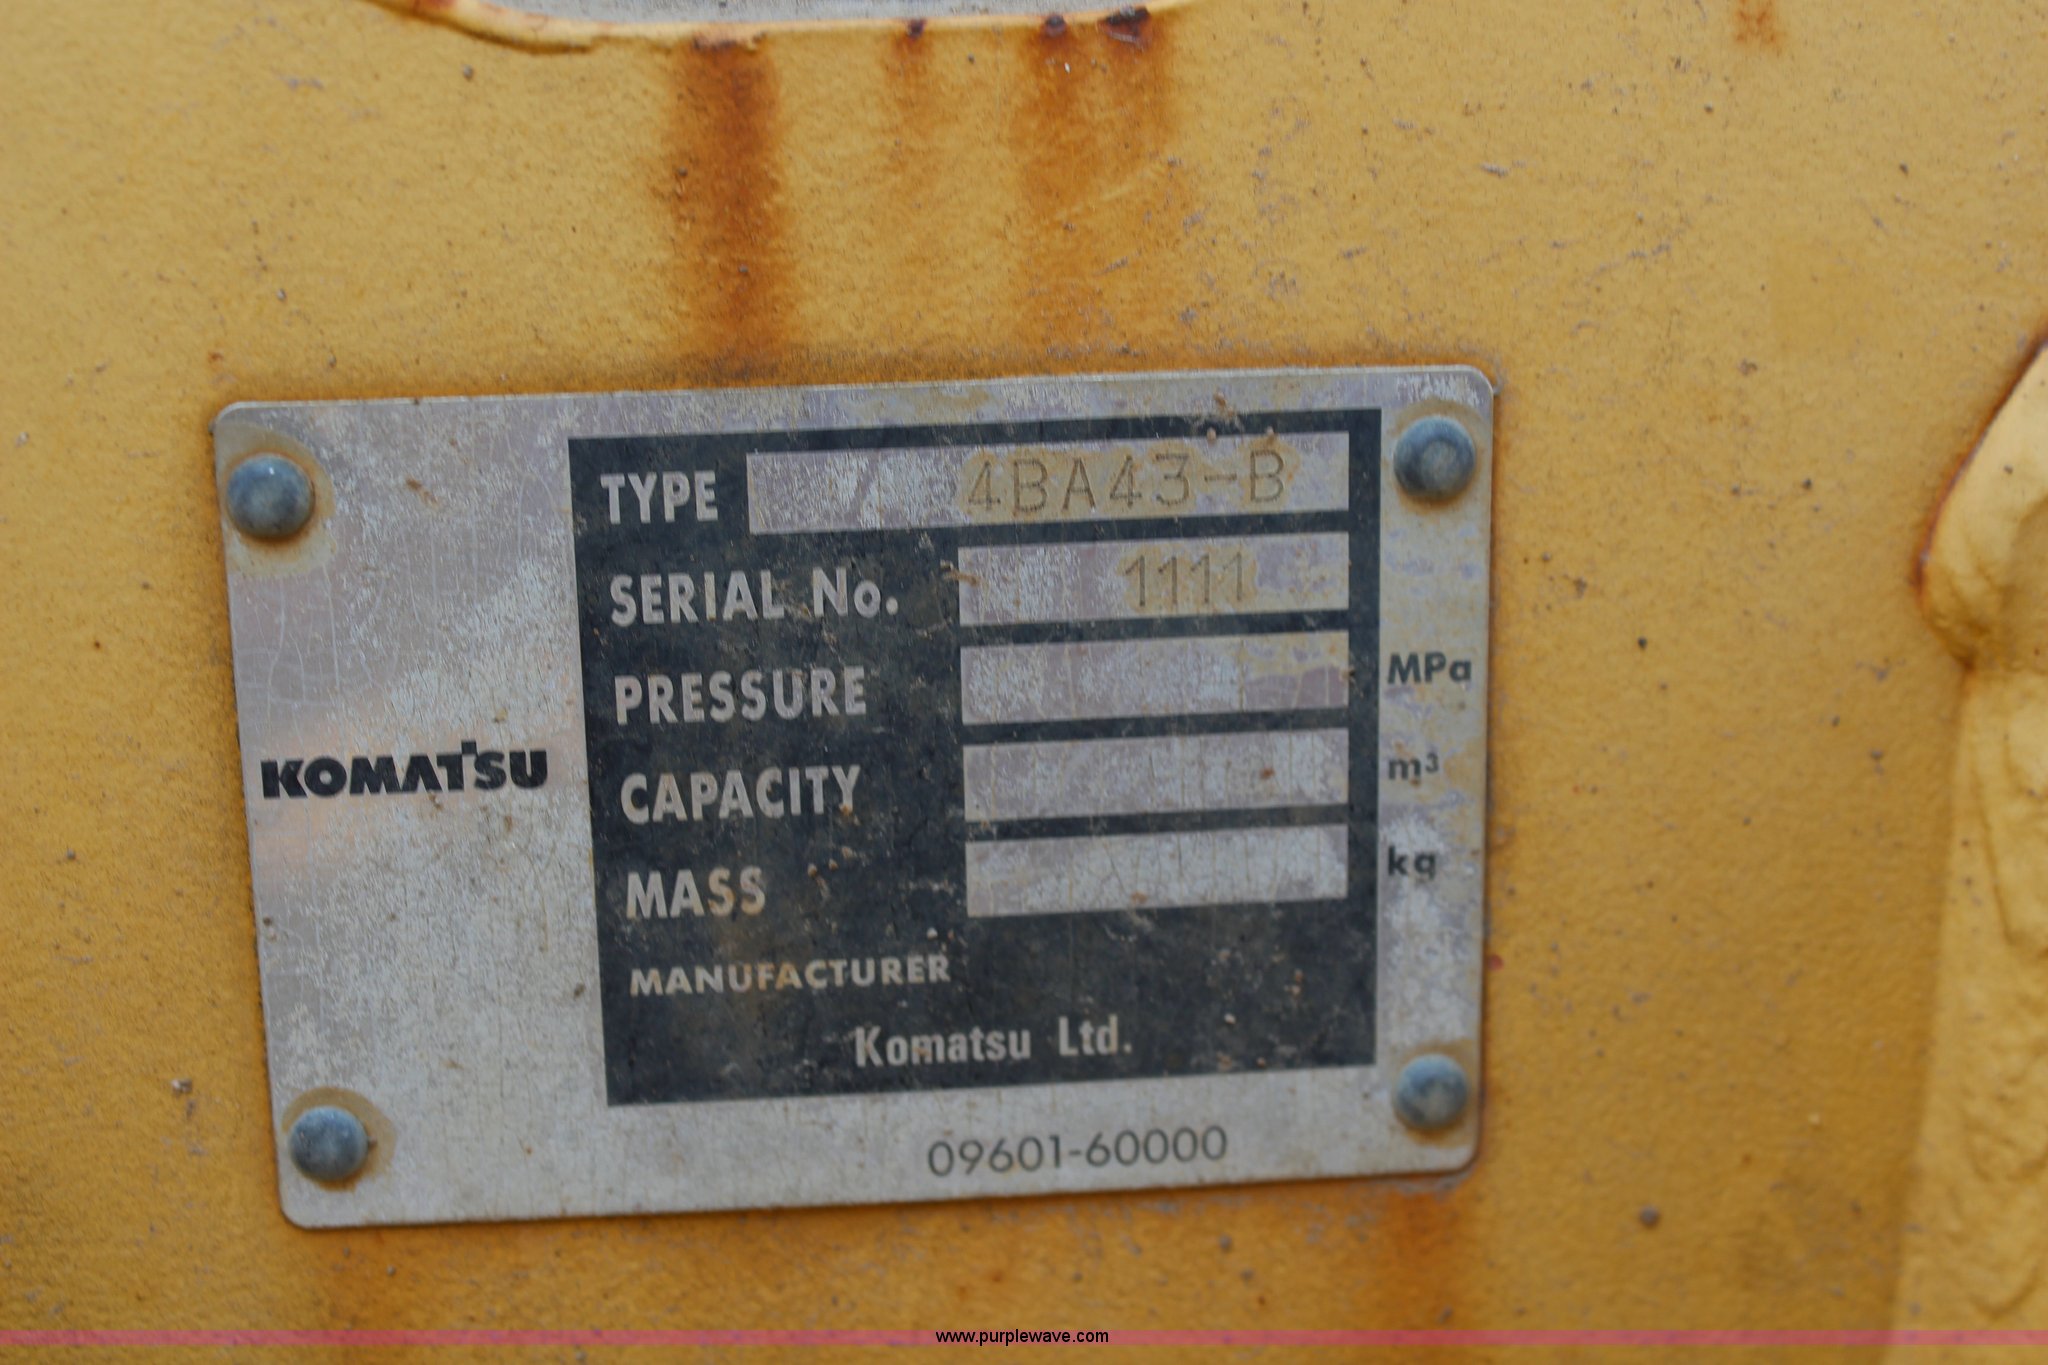 KOMATSU
TYPE 4BA43-B
SERIAL No. 1111
PRESSURE MPa
CAPACITY m³
MASS kg
MANUFACTURER
Komatsu Ltd.
09601-60000
www.purplewave.com